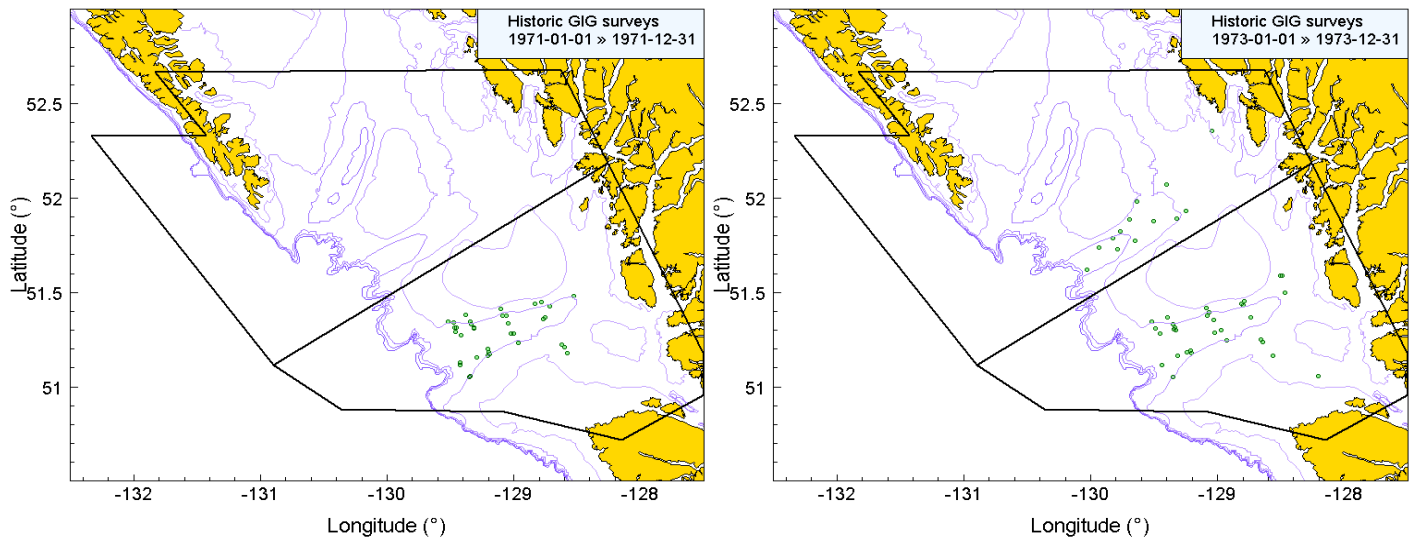 Historic GIG surveys
1971-01-01 » 1971-12-31
52.5
52
51.5
51
Latitude (°)
-132
-131
-130
-129
-128
Longitude (°)
Historic GIG surveys
1973-01-01 » 1973-12-31
52.5
52
51.5
51
Latitude (°)
-132
-131
-130
-129
-128
Longitude (°)